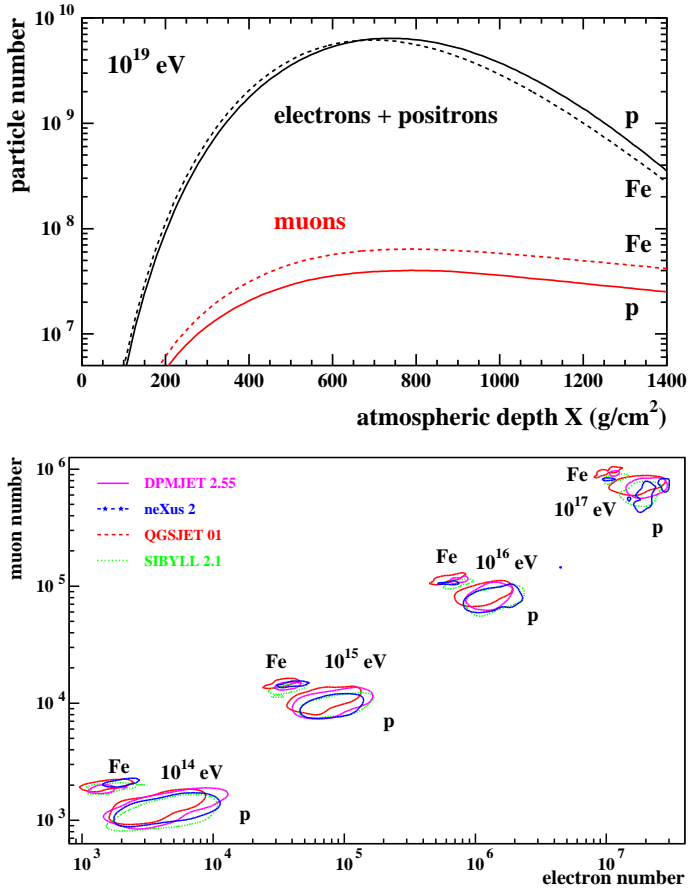 particle number
10^10
10^9
10^8
10^7
10^19 eV
electrons + positrons
p
Fe
muons
Fe
p
0 200 400 600 800 1000 1200 1400
atmospheric depth X (g/cm^2)
muon number
10^6
10^5
10^4
10^3
DPMJET 2.55
neXus 2
QGSJET 01
SIBYLL 2.1
Fe
10^17 eV
p
Fe
10^16 eV
p
Fe
10^15 eV
p
Fe
10^14 eV
p
10^3 10^4 10^5 10^6 10^7
electron number